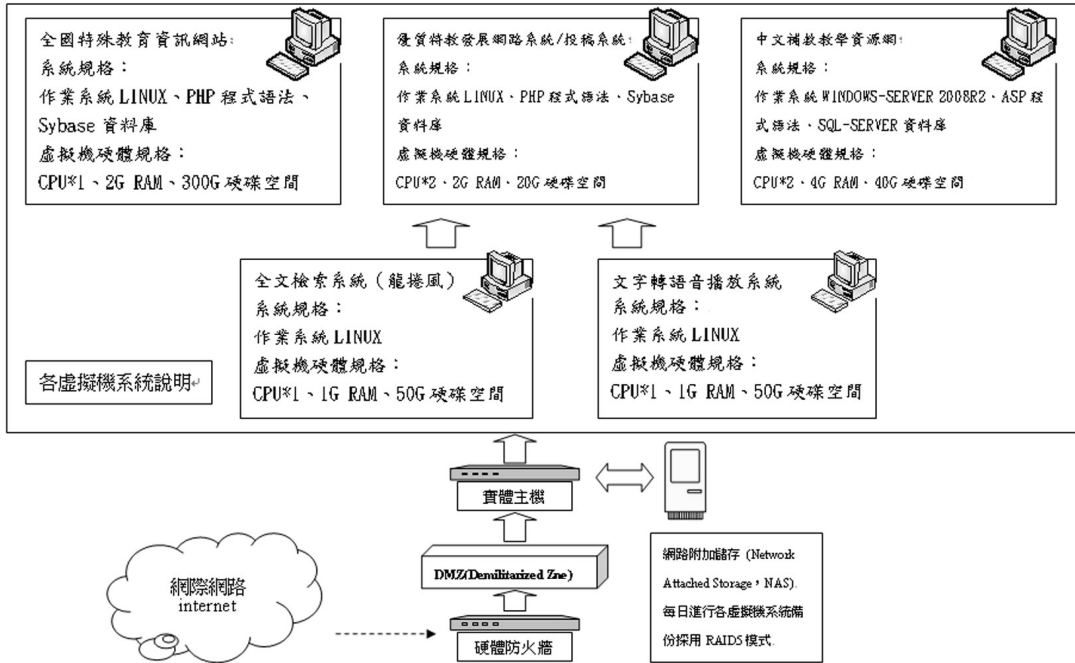 全國特殊教育資訊網站:
系統規格：
作業系統 LINUX、PHP 程式語法、
Sybase 資料庫
虛擬機硬體規格：
CPU*1、2G RAM、300G 硬碟空間
優質特教發展網路系統/投稿系統:
系統規格：
作業系統 LINUX、PHP 程式語法、Sybase
資料庫
虛擬機硬體規格：
CPU*2、2G RAM、20G 硬碟空間
中文補救教學資源網:
系統規格：
作業系統 WINDOWS-SERVER 2008R2、ASP 程
式語法、SQL-SERVER 資料庫
虛擬機硬體規格：
CPU*2、4G RAM、40G 硬碟空間
全文檢索系統（龍捲風）
系統規格：
作業系統 LINUX
虛擬機硬體規格：
CPU*1、1G RAM、50G 硬碟空間
文字轉語音播放系統
系統規格：
作業系統 LINUX
虛擬機硬體規格：
CPU*1、1G RAM、50G 硬碟空間
各虛擬機系統說明
實體主機
DMZ(Demilitarized Zne)
網際網路
internet
硬體防火牆
網路附加儲存 (Network
Attached Storage，NAS).
每日進行各虛擬機系統備
份採用 RAID5 模式.